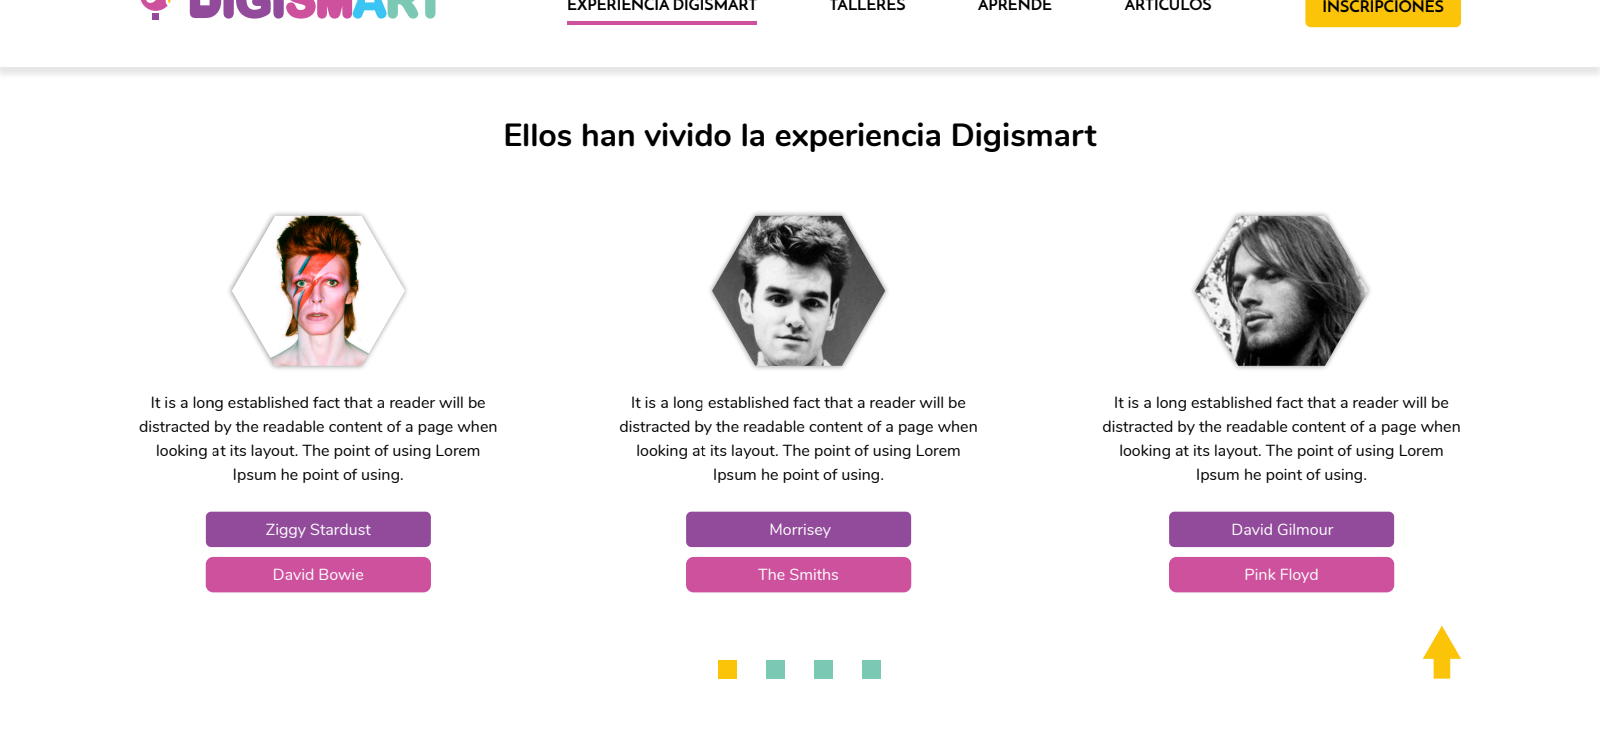 DIGISMART
EXPERIENCIA DIGISMART TALLERES APRENDE ARTÍCULOS INSCRIPCIONES
Ellos han vivido la experiencia Digismart
It is a long established fact that a reader will be
distracted by the readable content of a page when
looking at its layout. The point of using Lorem
Ipsum he point of using.
Ziggy Stardust
David Bowie
It is a long established fact that a reader will be
distracted by the readable content of a page when
looking at its layout. The point of using Lorem
Ipsum he point of using.
Morrisey
The Smiths
It is a long established fact that a reader will be
distracted by the readable content of a page when
looking at its layout. The point of using Lorem
Ipsum he point of using.
David Gilmour
Pink Floyd